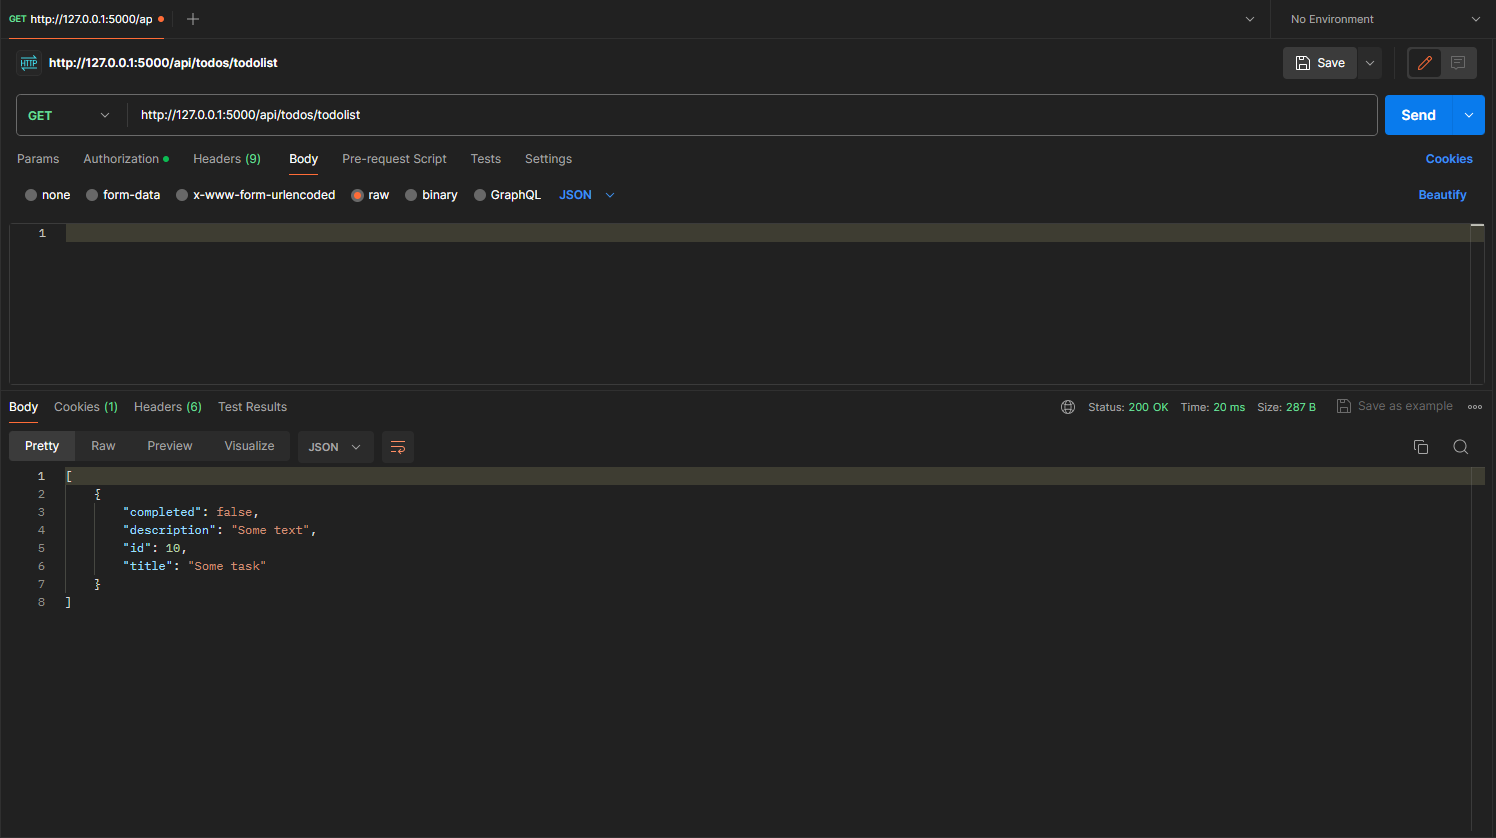 GET http://127.0.0.1:5000/ap
No Environment
HTTP http://127.0.0.1:5000/api/todos/todolist
Save
GET http://127.0.0.1:5000/api/todos/todolist
Send
Params Authorization Headers (9) Body Pre-request Script Tests Settings Cookies
none form-data x-www-form-urlencoded raw binary GraphQL JSON Beautify
1
Body Cookies (1) Headers (6) Test Results Status: 200 OK Time: 20 ms Size: 287 B Save as example
Pretty Raw Preview Visualize JSON
1 [
2 {
3 "completed": false,
4 "description": "Some text",
5 "id": 10,
6 "title": "Some task"
7 }
8 ]